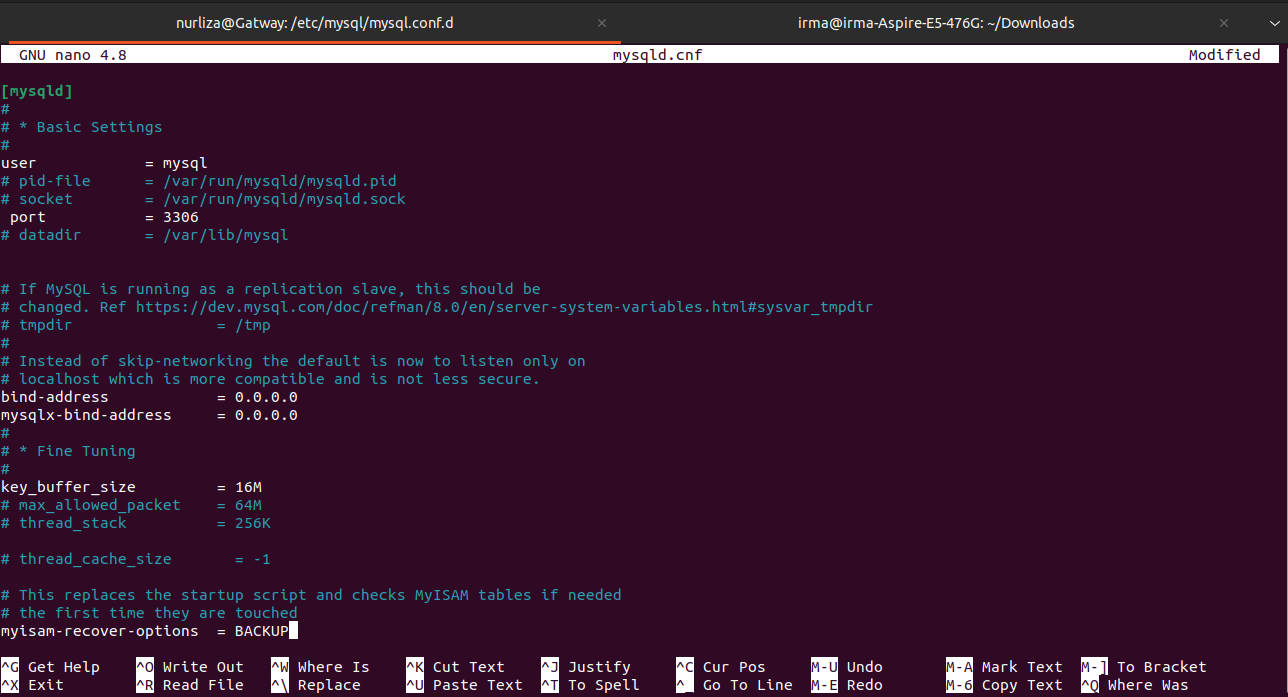 nurliza@Gatway: /etc/mysql/mysql.conf.d × irma@irma-Aspire-E5-476G: ~/Downloads ×
GNU nano 4.8 mysqld.cnf Modified
[mysqld]
#
# * Basic Settings
#
user = mysql
# pid-file = /var/run/mysqld/mysqld.pid
# socket = /var/run/mysqld/mysqld.sock
port = 3306
# datadir = /var/lib/mysql
# If MySQL is running as a replication slave, this should be
# changed. Ref https://dev.mysql.com/doc/refman/8.0/en/server-system-variables.html#sysvar_tmpdir
# tmpdir = /tmp
#
# Instead of skip-networking the default is now to listen only on
# localhost which is more compatible and is not less secure.
bind-address = 0.0.0.0
mysqlx-bind-address = 0.0.0.0
#
# * Fine Tuning
#
key_buffer_size = 16M
# max_allowed_packet = 64M
# thread_stack = 256K
# thread_cache_size = -1
# This replaces the startup script and checks MyISAM tables if needed
# the first time they are touched
myisam-recover-options = BACKUP
^G Get Help ^O Write Out ^W Where Is ^K Cut Text ^J Justify ^C Cur Pos M-U Undo M-A Mark Text M-] To Bracket
^X Exit ^R Read File ^\ Replace ^U Paste Text ^T To Spell ^_ Go To Line M-E Redo M-6 Copy Text ^Q Where Was